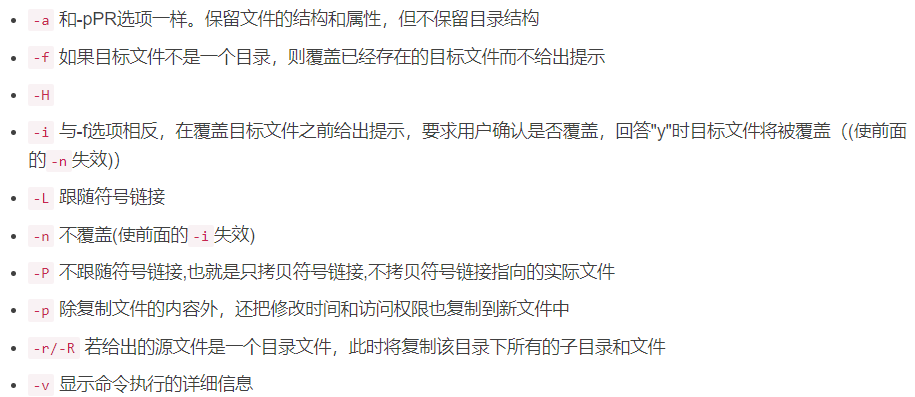 -a 和-pPR选项一样。保留文件的结构和属性，但不保留目录结构
-f 如果目标文件不是一个目录，则覆盖已经存在的目标文件而不给出提示
-H
-i 与-f选项相反，在覆盖目标文件之前给出提示，要求用户确认是否覆盖，回答"y"时目标文件将被覆盖（(使前面
的 -n 失效)）
-L 跟随符号链接
-n 不覆盖(使前面的 -i 失效)
-P 不跟随符号链接,也就是只拷贝符号链接,不拷贝符号链接指向的实际文件
-p 除复制文件的内容外，还把修改时间和访问权限也复制到新文件中
-r/-R 若给出的源文件是一个目录文件，此时将复制该目录下所有的子目录和文件
-v 显示命令执行的详细信息